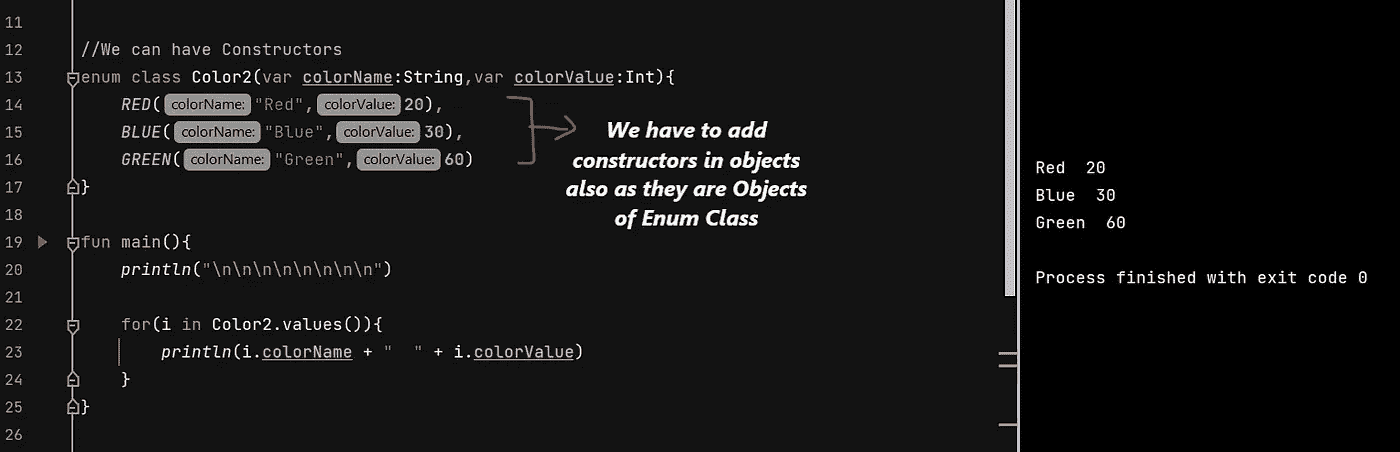 11
12 //We can have Constructors
13 enum class Color2(var colorName:String,var colorValue:Int){
14 RED( colorName: "Red", colorValue: 20),
15 BLUE( colorName: "Blue", colorValue: 30),
16 GREEN( colorName: "Green", colorValue: 60)
17 }
18
19 fun main(){
20 println("\n\n\n\n\n\n\n\n")
21
22 for(i in Color2.values()){
23 println(i.colorName + "  " + i.colorValue)
24 }
25 }
26
We have to add
constructors in objects
also as they are Objects
of Enum Class
Red  20
Blue  30
Green  60
Process finished with exit code 0